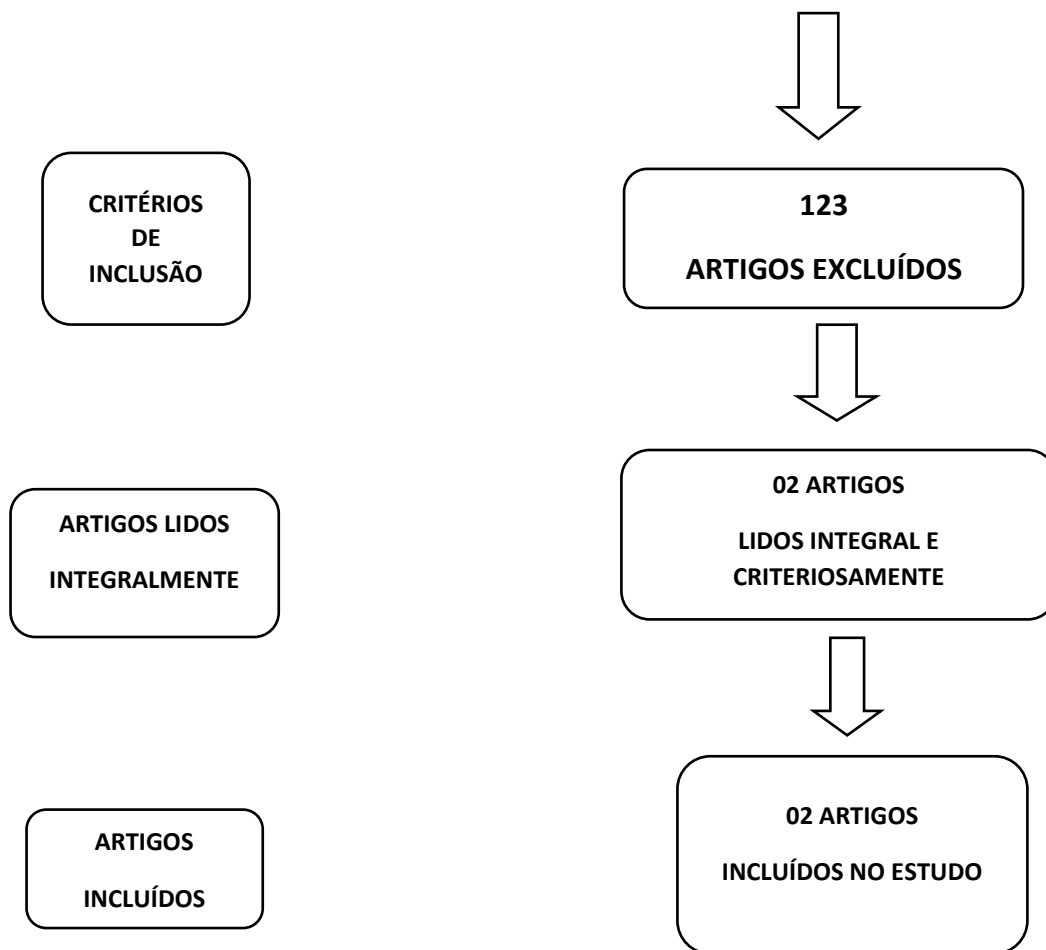 CRITÉRIOS
DE
INCLUSÃO
123
ARTIGOS EXCLUÍDOS
ARTIGOS LIDOS
INTEGRALMENTE
02 ARTIGOS
LIDOS INTEGRAL E
CRITERIOSAMENTE
ARTIGOS
INCLUÍDOS
02 ARTIGOS
INCLUÍDOS NO ESTUDO